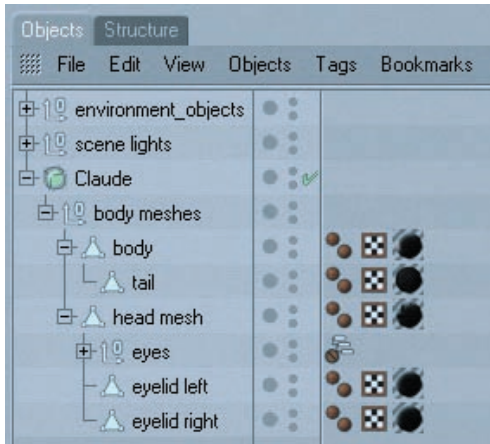 Objects Structure
File Edit View Objects Tags Bookmarks
environment_objects
scene lights
Claude
body meshes
body
tail
head mesh
eyes
eyelid left
eyelid right